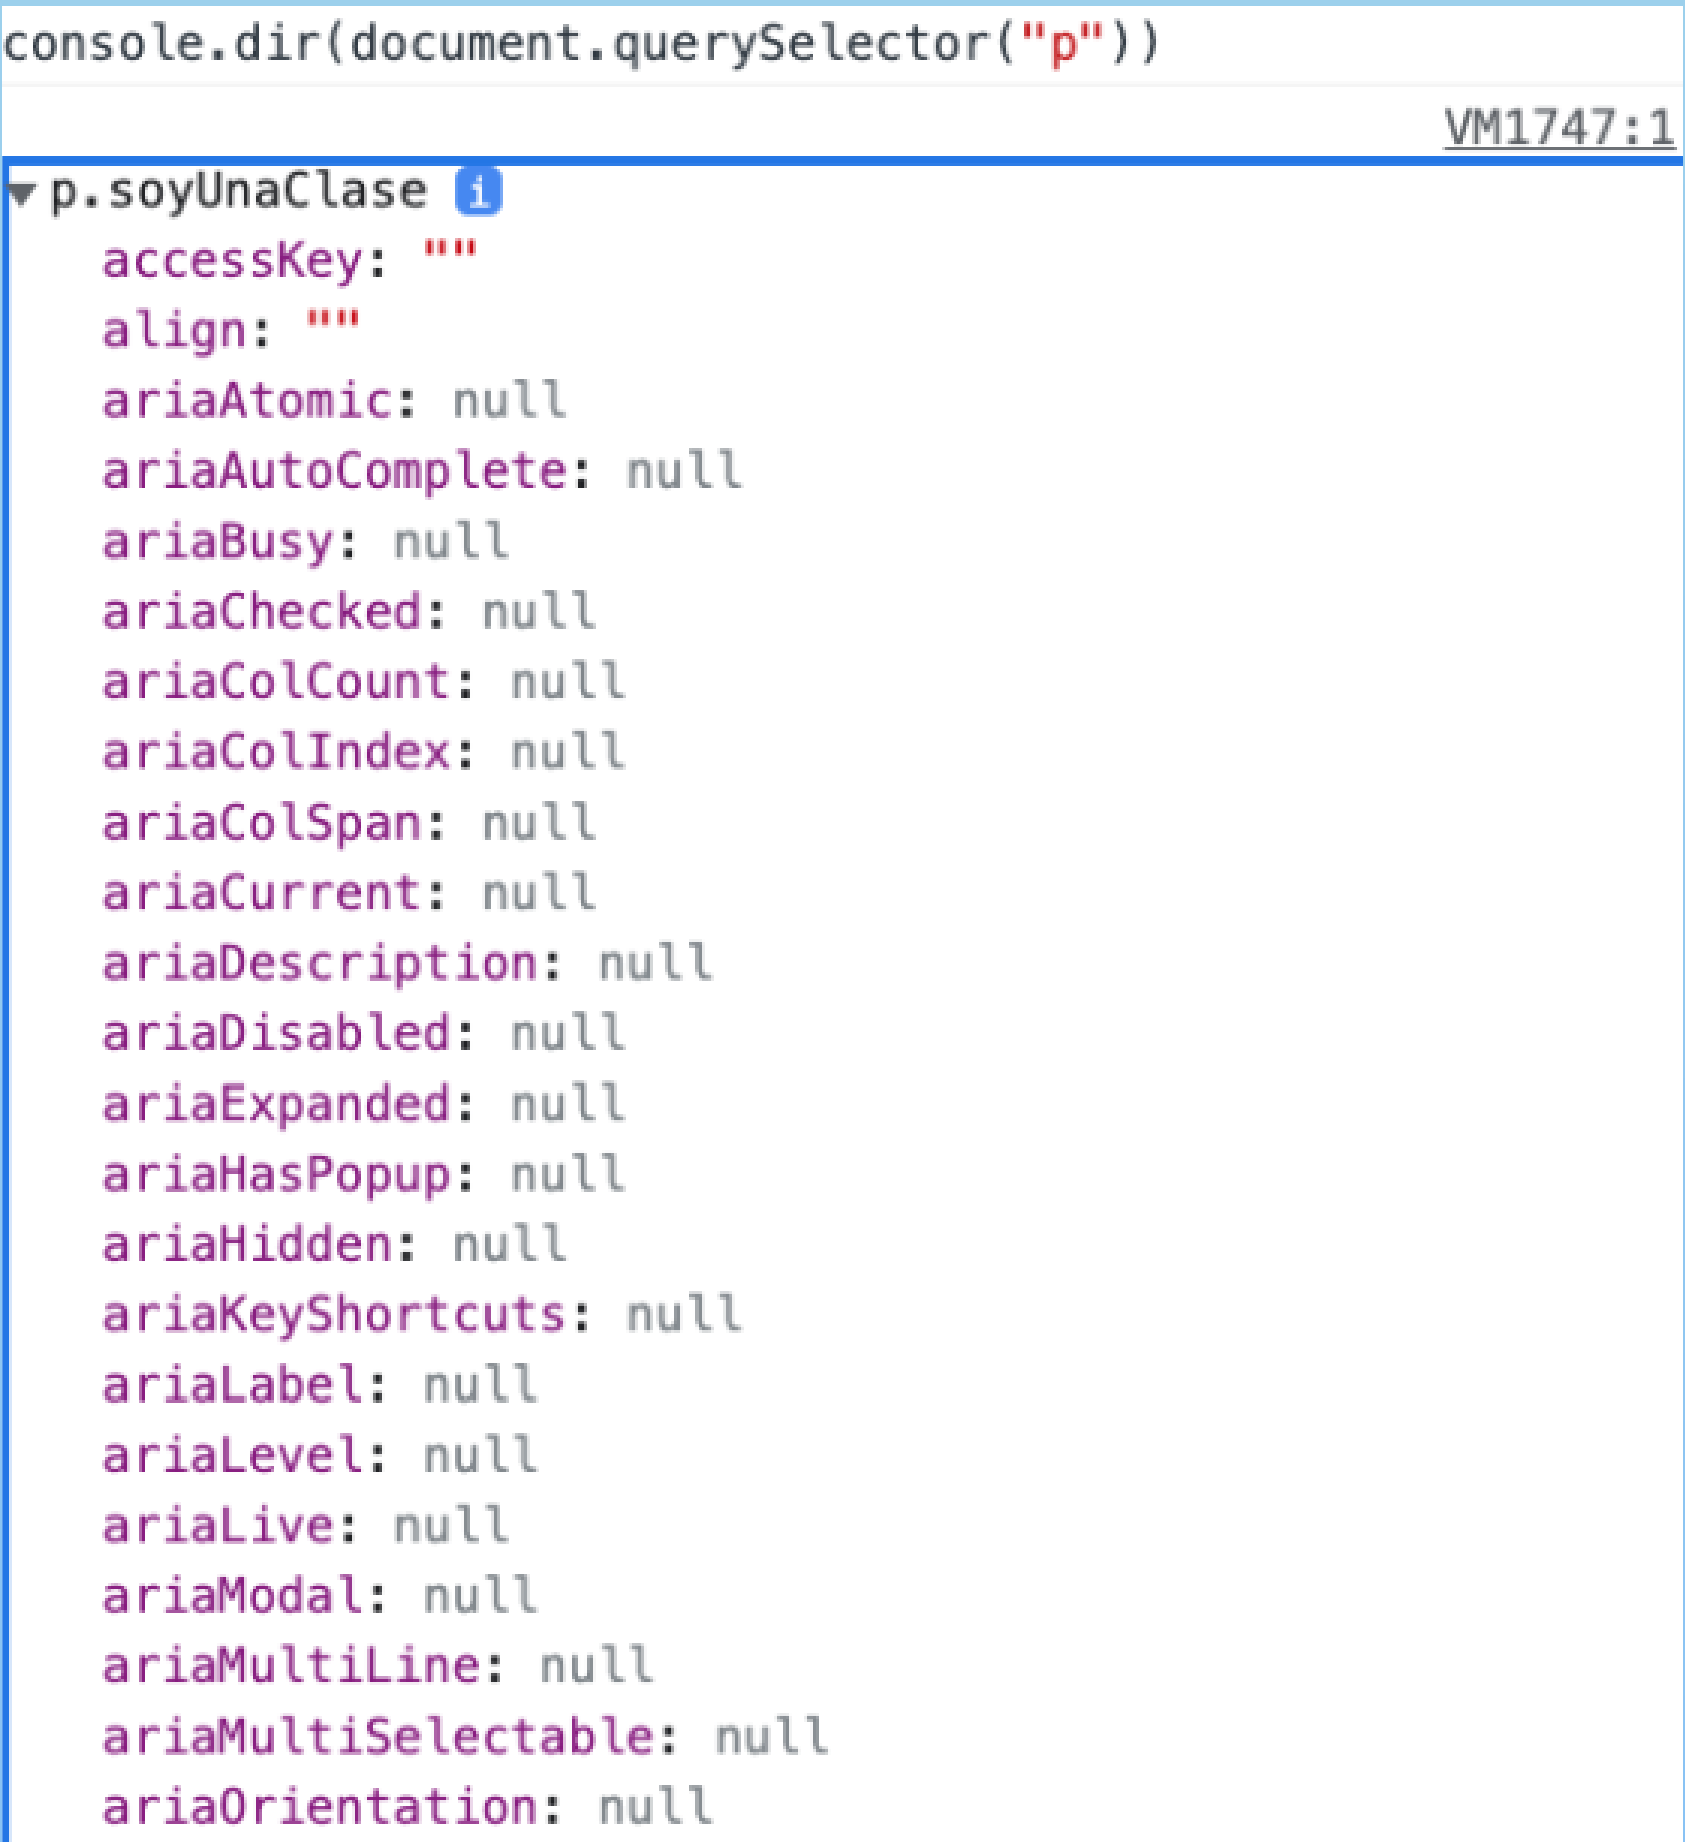 console.dir(document.querySelector("p"))
VM1747:1
p.soyUnaClase i
accessKey: ""
align: ""
ariaAtomic: null
ariaAutoComplete: null
ariaBusy: null
ariaChecked: null
ariaColCount: null
ariaColIndex: null
ariaColSpan: null
ariaCurrent: null
ariaDescription: null
ariaDisabled: null
ariaExpanded: null
ariaHasPopup: null
ariaHidden: null
ariaKeyShortcuts: null
ariaLabel: null
ariaLevel: null
ariaLive: null
ariaModal: null
ariaMultiLine: null
ariaMultiSelectable: null
ariaOrientation: null